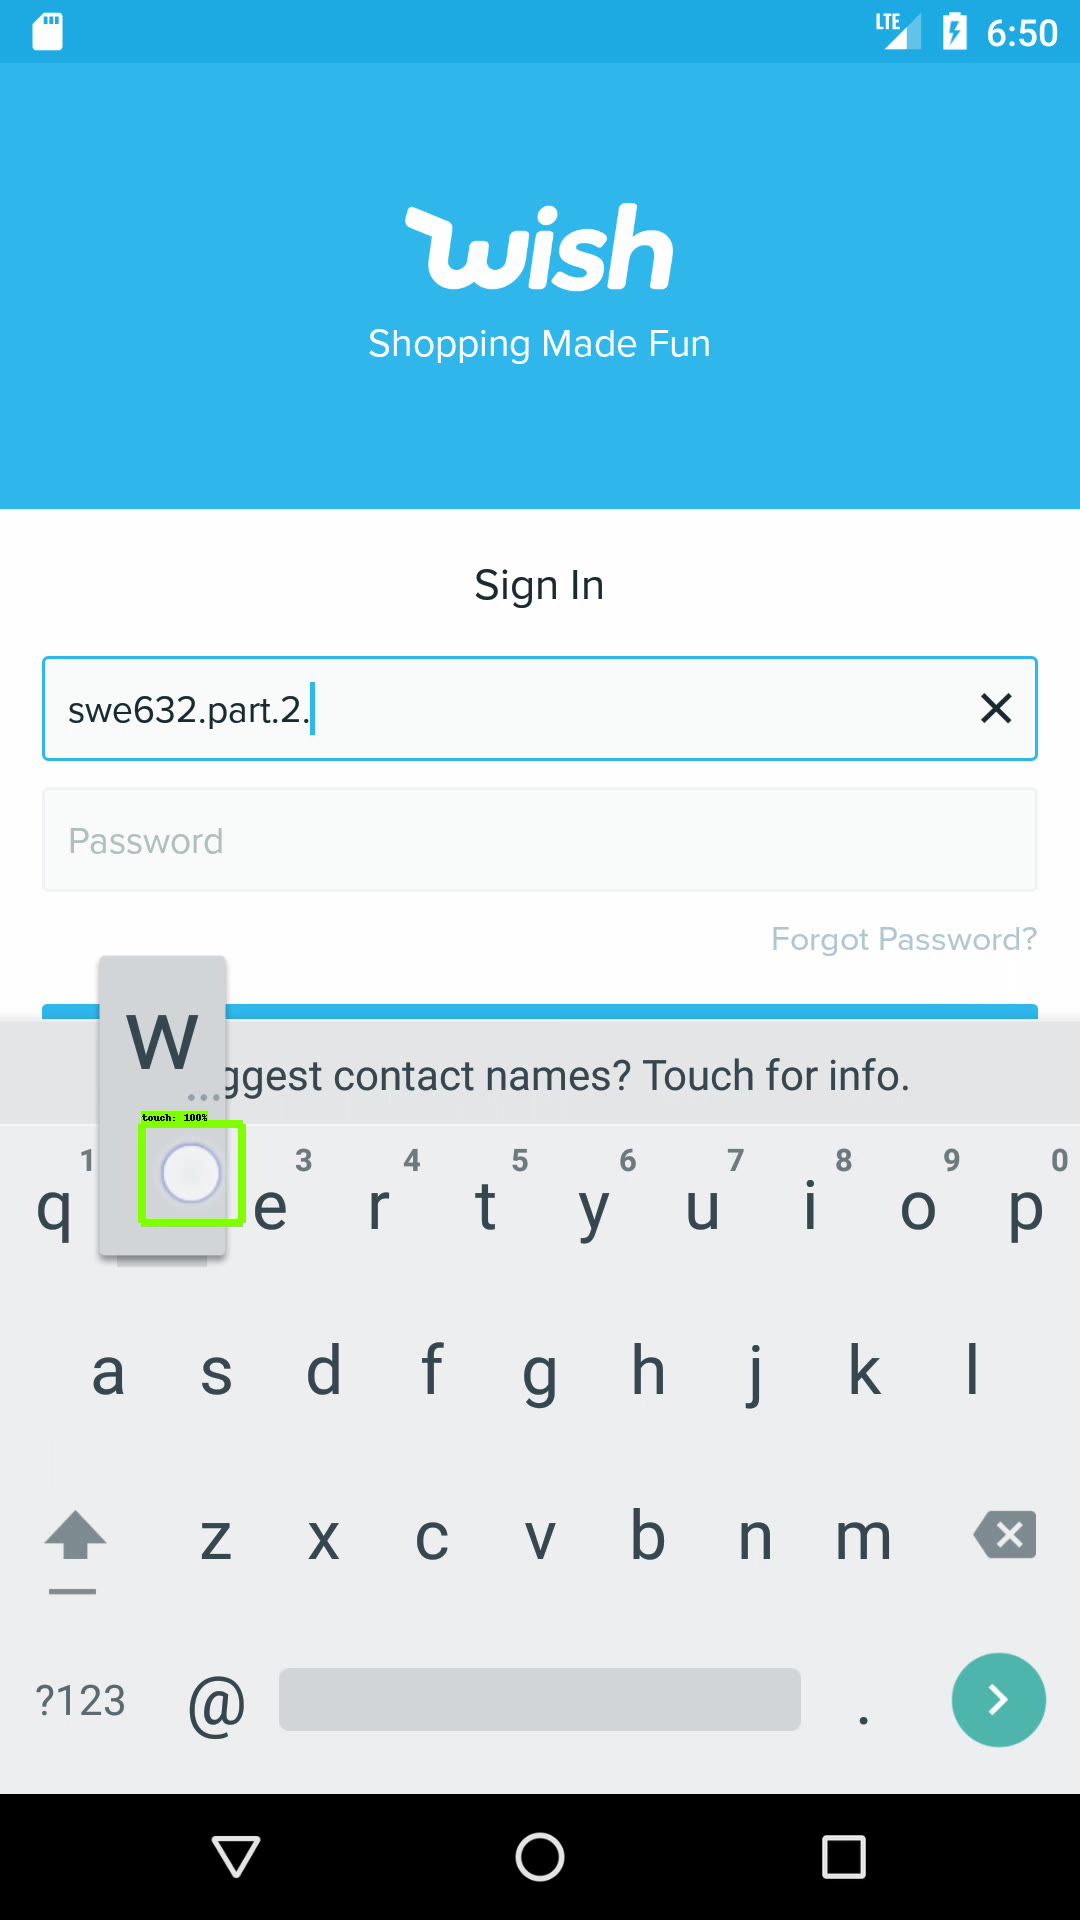 LTE 6:50
wish
Shopping Made Fun
Sign In
swe632.part.2.
Password
Forgot Password?
W
ggest contact names? Touch for info.
touch: 100%
1 3 4 5 6 7 8 9 0
q e r t y u i o p
a s d f g h j k l
z x c v b n m
?123 @ .